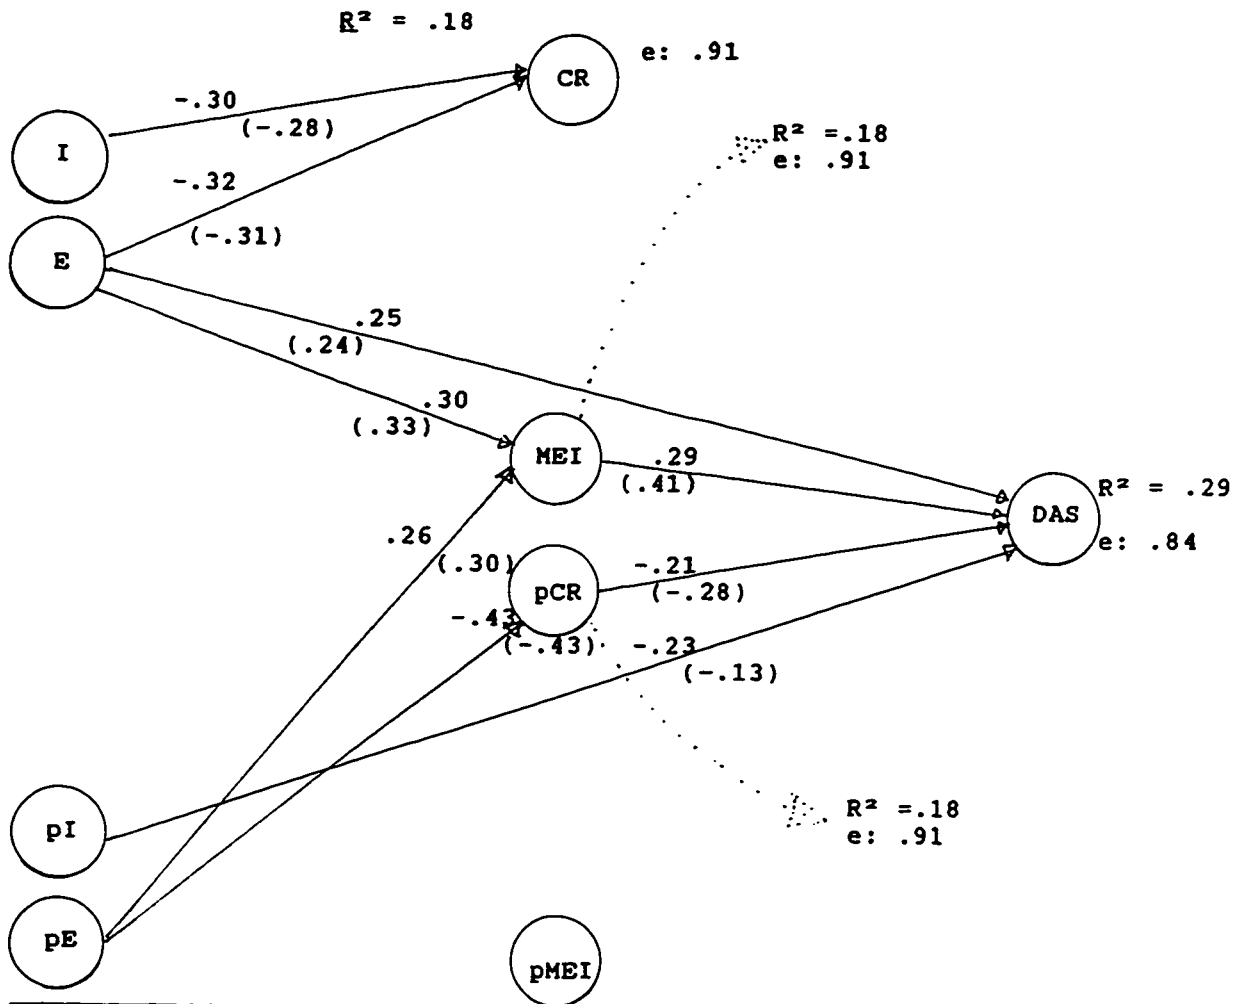 R² = .18
CR
e: .91
-.30
(-.28)
I
R² =.18
e: .91
-.32
(-.31)
E
.25
(.24)
.30
(.33)
MEI
.29
(.41)
DAS
R² = .29
e: .84
.26
(.30)
pCR
-.21
(-.28)
-.43
(-.43)
-.23
(-.13)
pI
R² =.18
e: .91
pE
pMEI